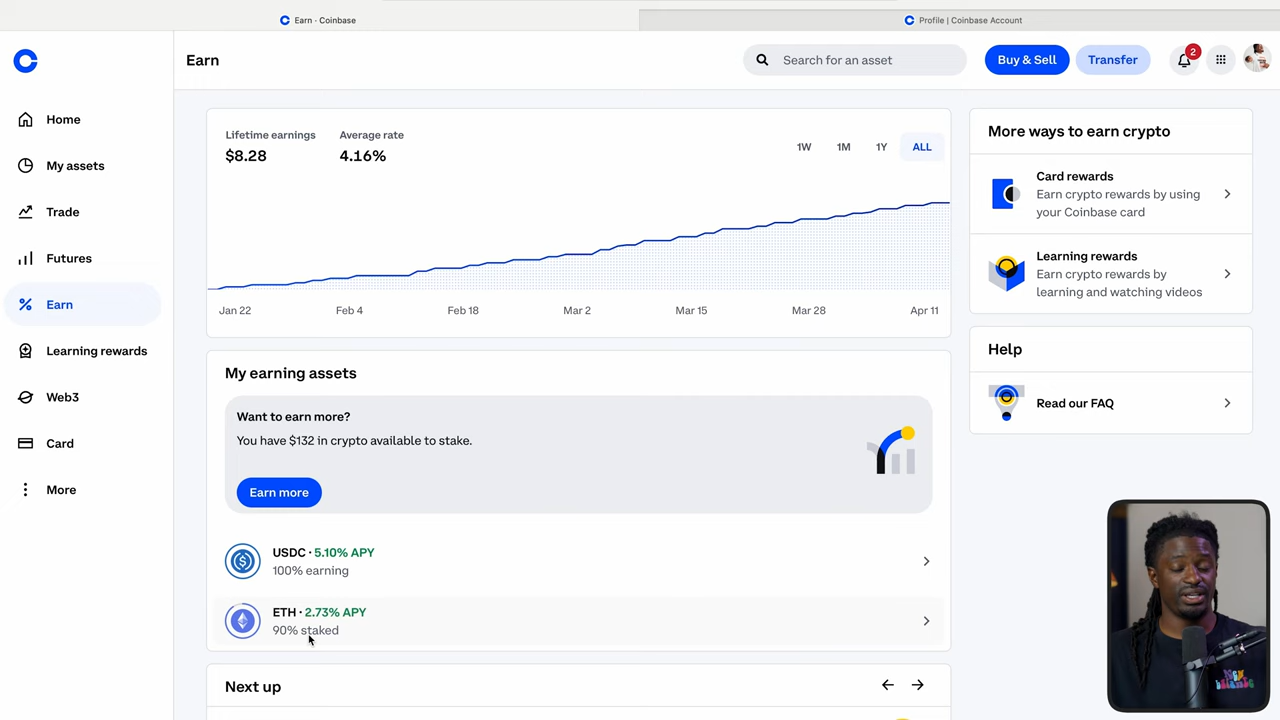 Earn · Coinbase
Profile | Coinbase Account
Earn
Search for an asset
Buy & Sell
Transfer
2
Home
My assets
Trade
Futures
Earn
Learning rewards
Web3
Card
More
Lifetime earnings
$8.28
Average rate
4.16%
1W 1M 1Y ALL
Jan 22 Feb 4 Feb 18 Mar 2 Mar 15 Mar 28 Apr 11
My earning assets
Want to earn more?
You have $132 in crypto available to stake.
Earn more
USDC · 5.10% APY
100% earning
ETH · 2.73% APY
90% staked
Next up
More ways to earn crypto
Card rewards
Earn crypto rewards by using
your Coinbase card
Learning rewards
Earn crypto rewards by
learning and watching videos
Help
Read our FAQ